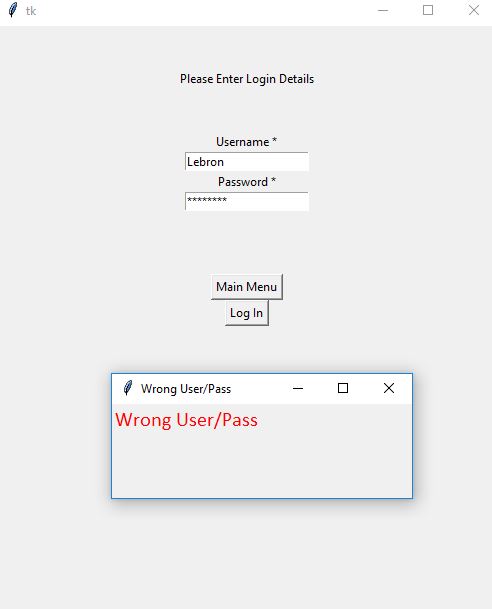 tk
Please Enter Login Details
Username *
Lebron
Password *
********
Main Menu
Log In
Wrong User/Pass
Wrong User/Pass